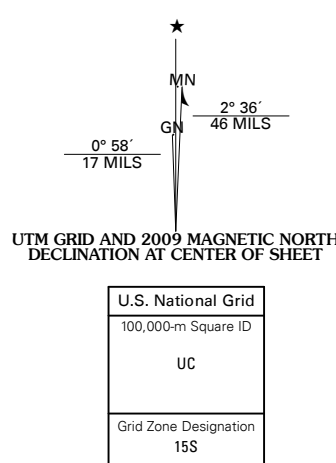 ★
MN
2° 36´
46 MILS
GN
0° 58´
17 MILS
UTM GRID AND 2009 MAGNETIC NORTH
DECLINATION AT CENTER OF SHEET
U.S. National Grid
100,000-m Square ID
UC
Grid Zone Designation
15S